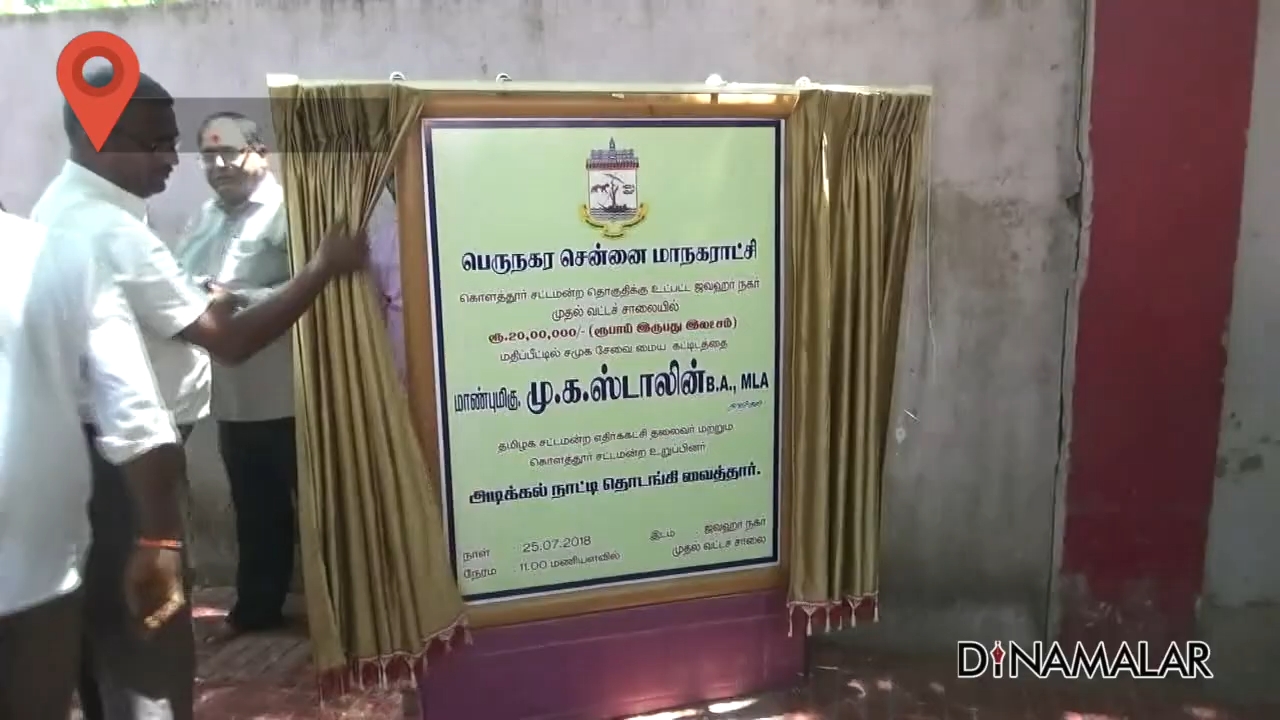 பெருநகர சென்னை மாநகராட்சி
கொளத்தூர் சட்டமன்ற தொகுதிக்கு உட்பட்ட ஜவஹர் நகர்
முதல் வட்டச் சாலையில்
ரூ.20,00,000/- (ரூபாய் இருபது இலட்சம்)
மதிப்பீட்டில் சமுக சேவை மைய கட்டிடத்தை
மாண்புமிகு. மு.க.ஸ்டாலின் B.A., MLA
தமிழக சட்டமன்ற எதிர்க்கட்சி தலைவர் மற்றும்
கொளத்தூர் சட்டமன்ற உறுப்பினர்
அடிக்கல் நாட்டி தொடங்கி வைத்தார்.
நாள் : 25.07.2018
நேரம் : 11.00 மணியளவில்
இடம் : ஜவஹர் நகர்
முதல் வட்டச் சாலை
DINAMALAR